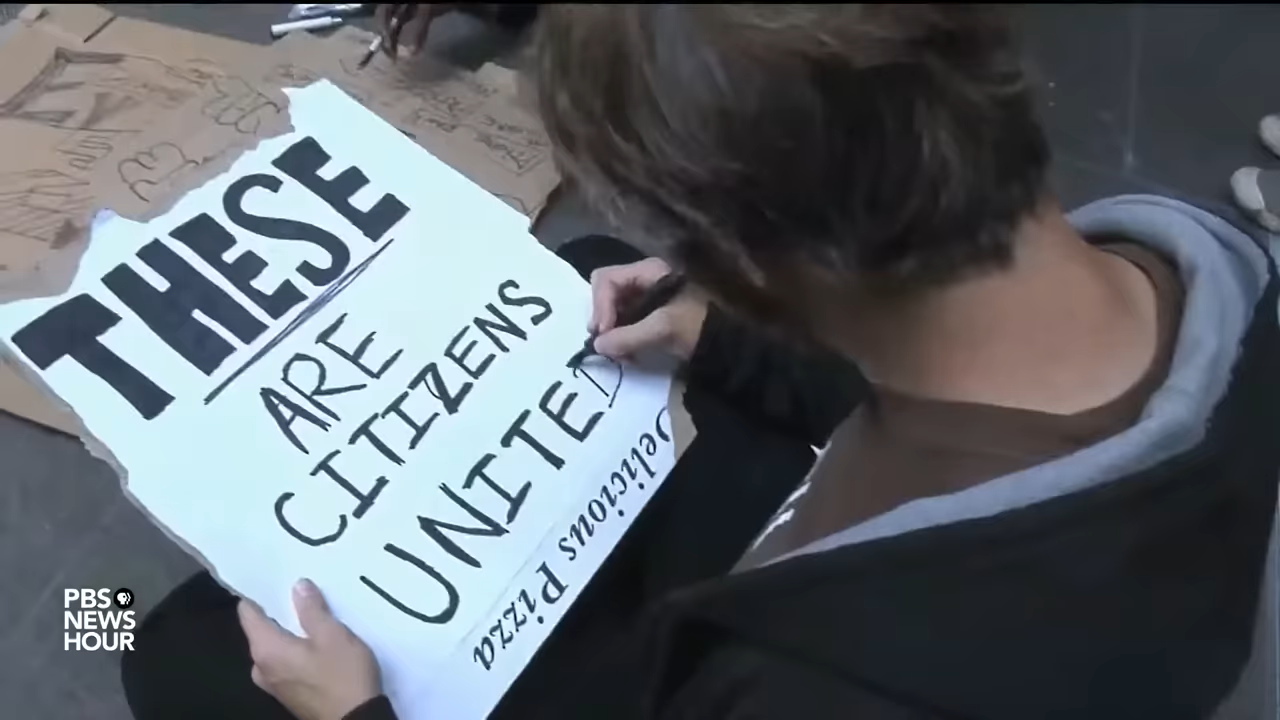 THESE
ARE
CITIZENS
UNITED
Delicious Pizza
PBS
NEWS
HOUR